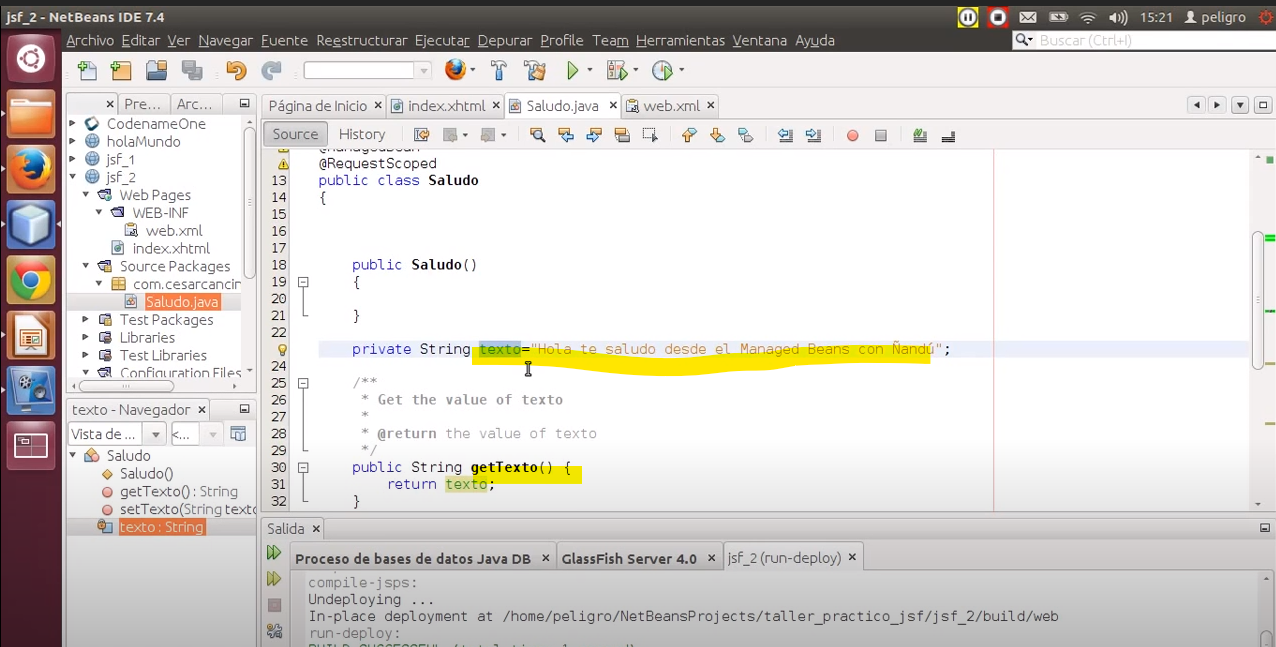 jsf_2 - NetBeans IDE 7.4
15:21 peligro
Archivo Editar Ver Navegar Fuente Reestructurar Ejecutar Depurar Profile Team Herramientas Ventana Ayuda
Buscar (Ctrl+I)
Pre... Arc...
CodenameOne
holaMundo
jsf_1
jsf_2
Web Pages
WEB-INF
web.xml
index.xhtml
Source Packages
com.cesarcancin
Saludo.java
Test Packages
Libraries
Test Libraries
Configuration Files
texto - Navegador
Vista de ... <...
Saludo
Saludo()
getTexto() : String
setTexto(String texto
texto : String
Página de Inicio index.xhtml Saludo.java web.xml
Source History
@RequestScoped
13 public class Saludo
14 {
15
16
17
18 public Saludo()
19 {
20
21 }
22
private String texto="Hola te saludo desde el Managed Beans con Ñandú";
24
25 /**
26 * Get the value of texto
27 *
28 * @return the value of texto
29 */
30 public String getTexto() {
31 return texto;
32 }
Salida
Proceso de bases de datos Java DB GlassFish Server 4.0 jsf_2 (run-deploy)
compile-jsps:
Undeploying ...
In-place deployment at /home/peligro/NetBeansProjects/taller_practico_jsf/jsf_2/build/web
run-deploy: